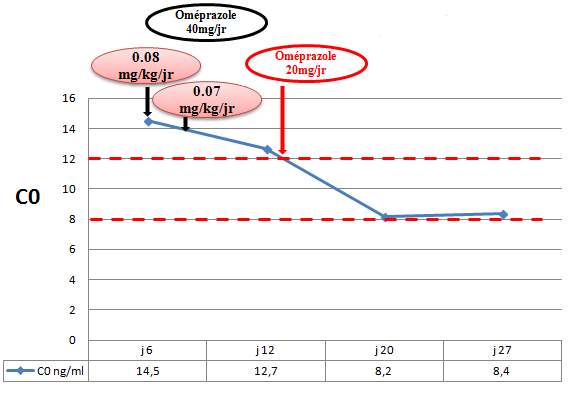 Oméprazole
40mg/jr
0.08
mg/kg/jr
Oméprazole
20mg/jr
0.07
mg/kg/jr
16
14
12
10
8
6
4
2
0
C0
j 6 j 12 j 20 j 27
C0 ng/ml 14,5 12,7 8,2 8,4